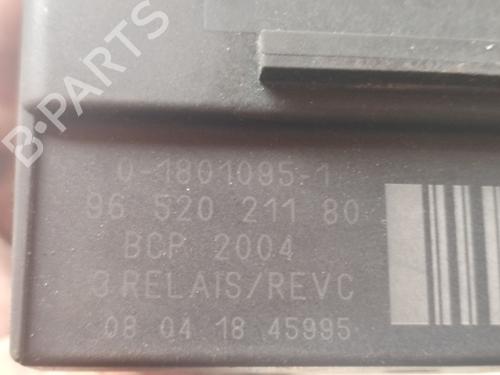 B-PARTS
0-1801095-1
96 520 211 80
BCP 2004
3 RELAIS/REVC
08 04 18 45995